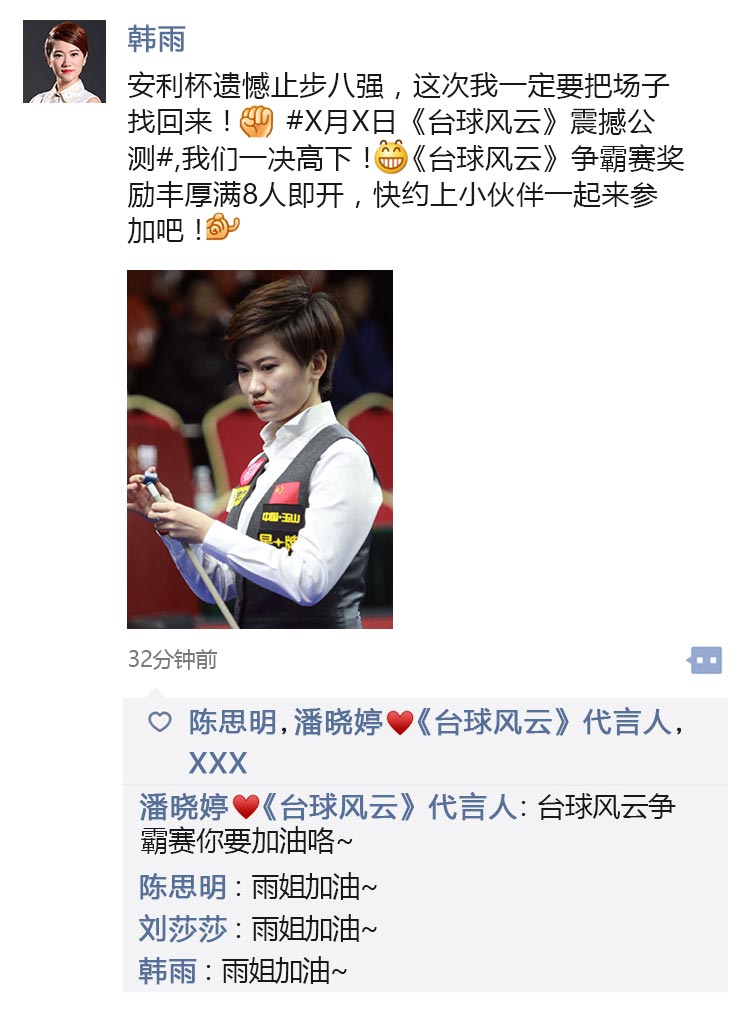 韩雨
安利杯遗憾止步八强，这次我一定要把场子
找回来！ #X月X日《台球风云》震撼公
测#,我们一决高下！《台球风云》争霸赛奖
励丰厚满8人即开，快约上小伙伴一起来参
加吧！
中国·玉山
32分钟前
陈思明,潘晓婷《台球风云》代言人,
XXX
潘晓婷《台球风云》代言人: 台球风云争
霸赛你要加油咯~
陈思明：雨姐加油~
刘莎莎：雨姐加油~
韩雨：雨姐加油~